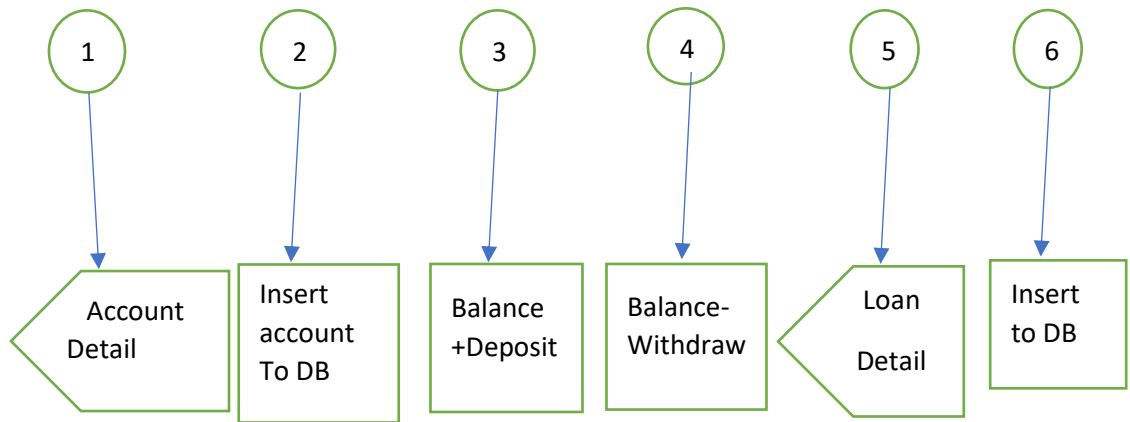 1
2
3
4
5
6
Account
Detail
Insert
account
To DB
Balance
+Deposit
Balance-
Withdraw
Loan
Detail
Insert
to DB